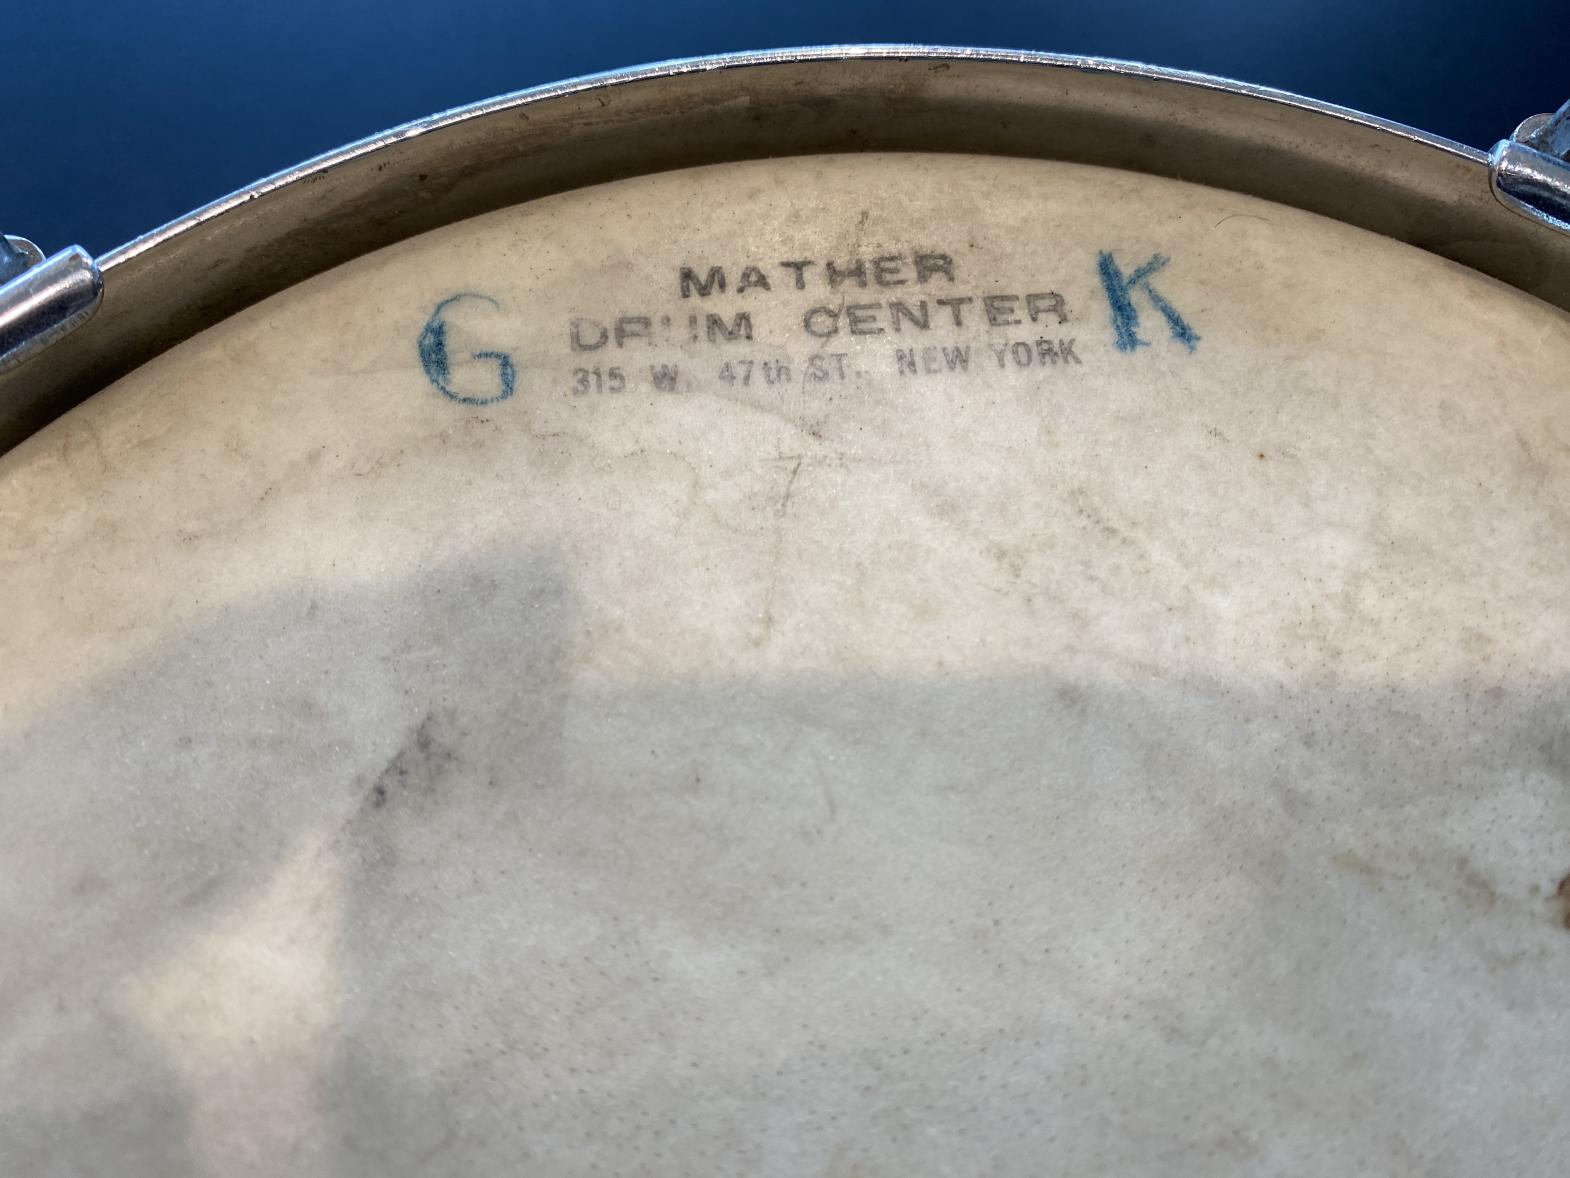 MATHER
G DRUM CENTER K
315 W. 47th ST. NEW YORK